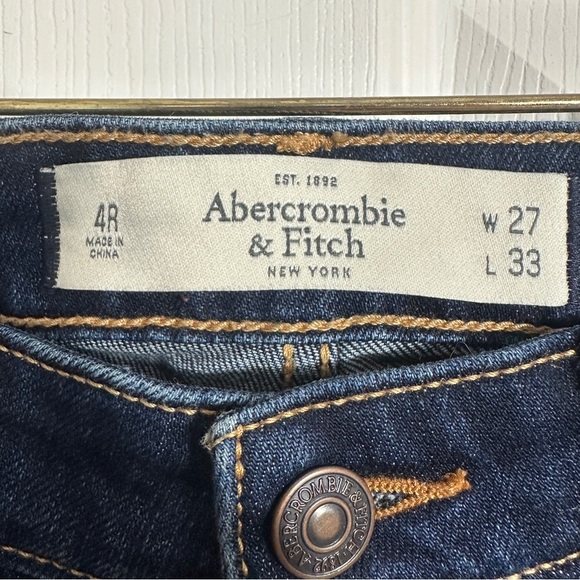 EST. 1892
Abercrombie
& Fitch
NEW YORK
4R
MADE IN
CHINA
W 27
L 33
ABERCROMBIE & FITCH
1892